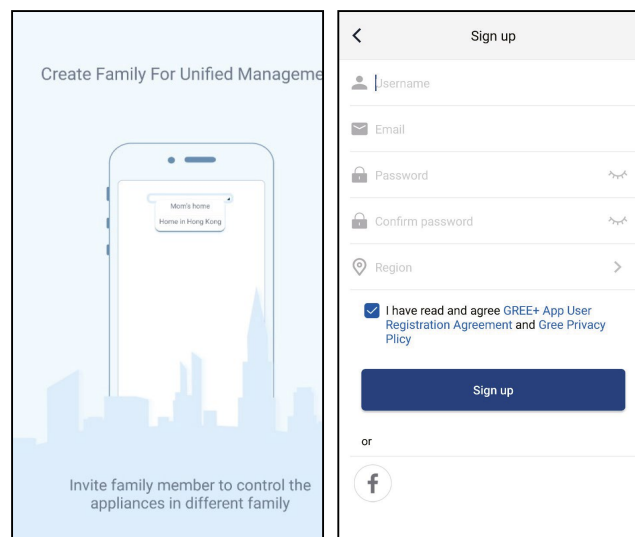 Create Family For Unified Manageme
Mom's home
Home in Hong Kong
Invite family member to control the
appliances in different family
Sign up
Username
Email
Password
Confirm password
Region
I have read and agree GREE+ App User
Registration Agreement and Gree Privacy
Plicy
Sign up
or